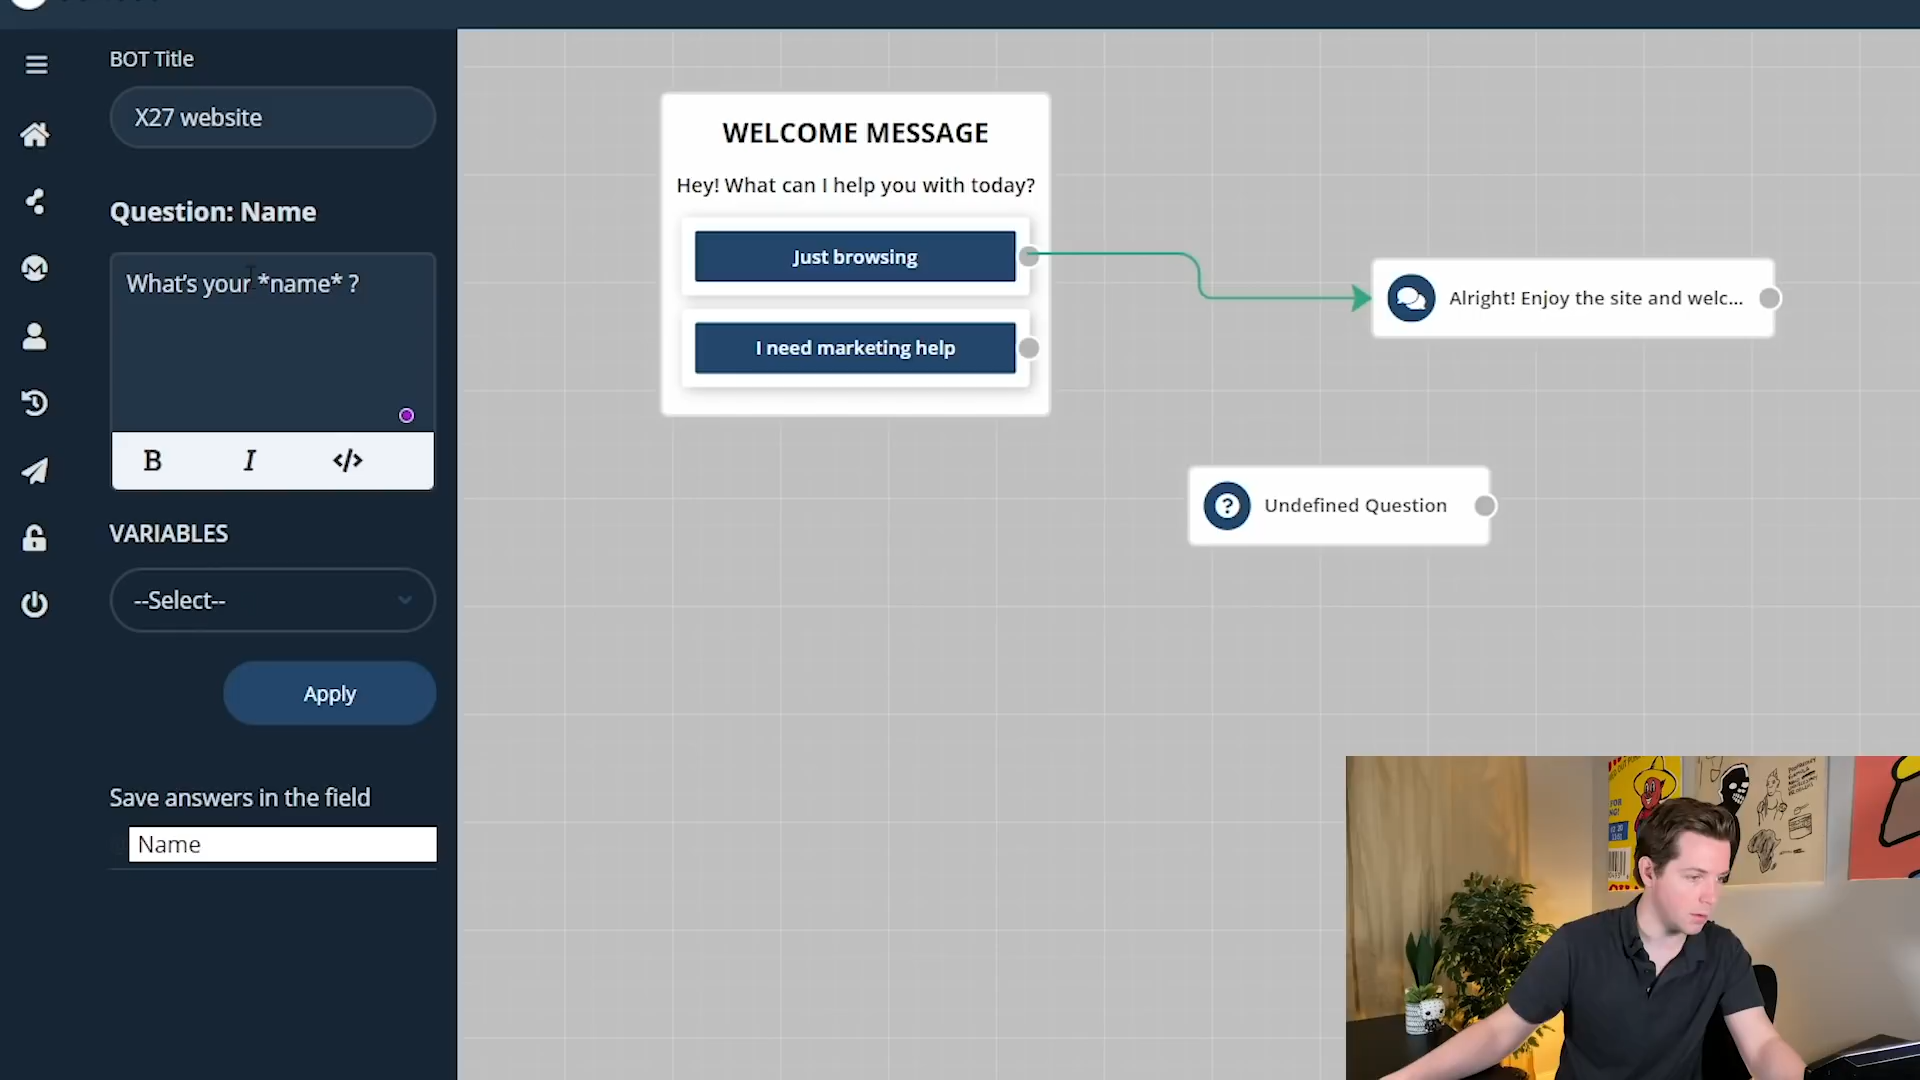 BOT Title
X27 website
Question: Name
What's your *name* ?
B I </>
VARIABLES
--Select--
Apply
Save answers in the field
Name
WELCOME MESSAGE
Hey! What can I help you with today?
Just browsing
I need marketing help
Alright! Enjoy the site and welc...
Undefined Question